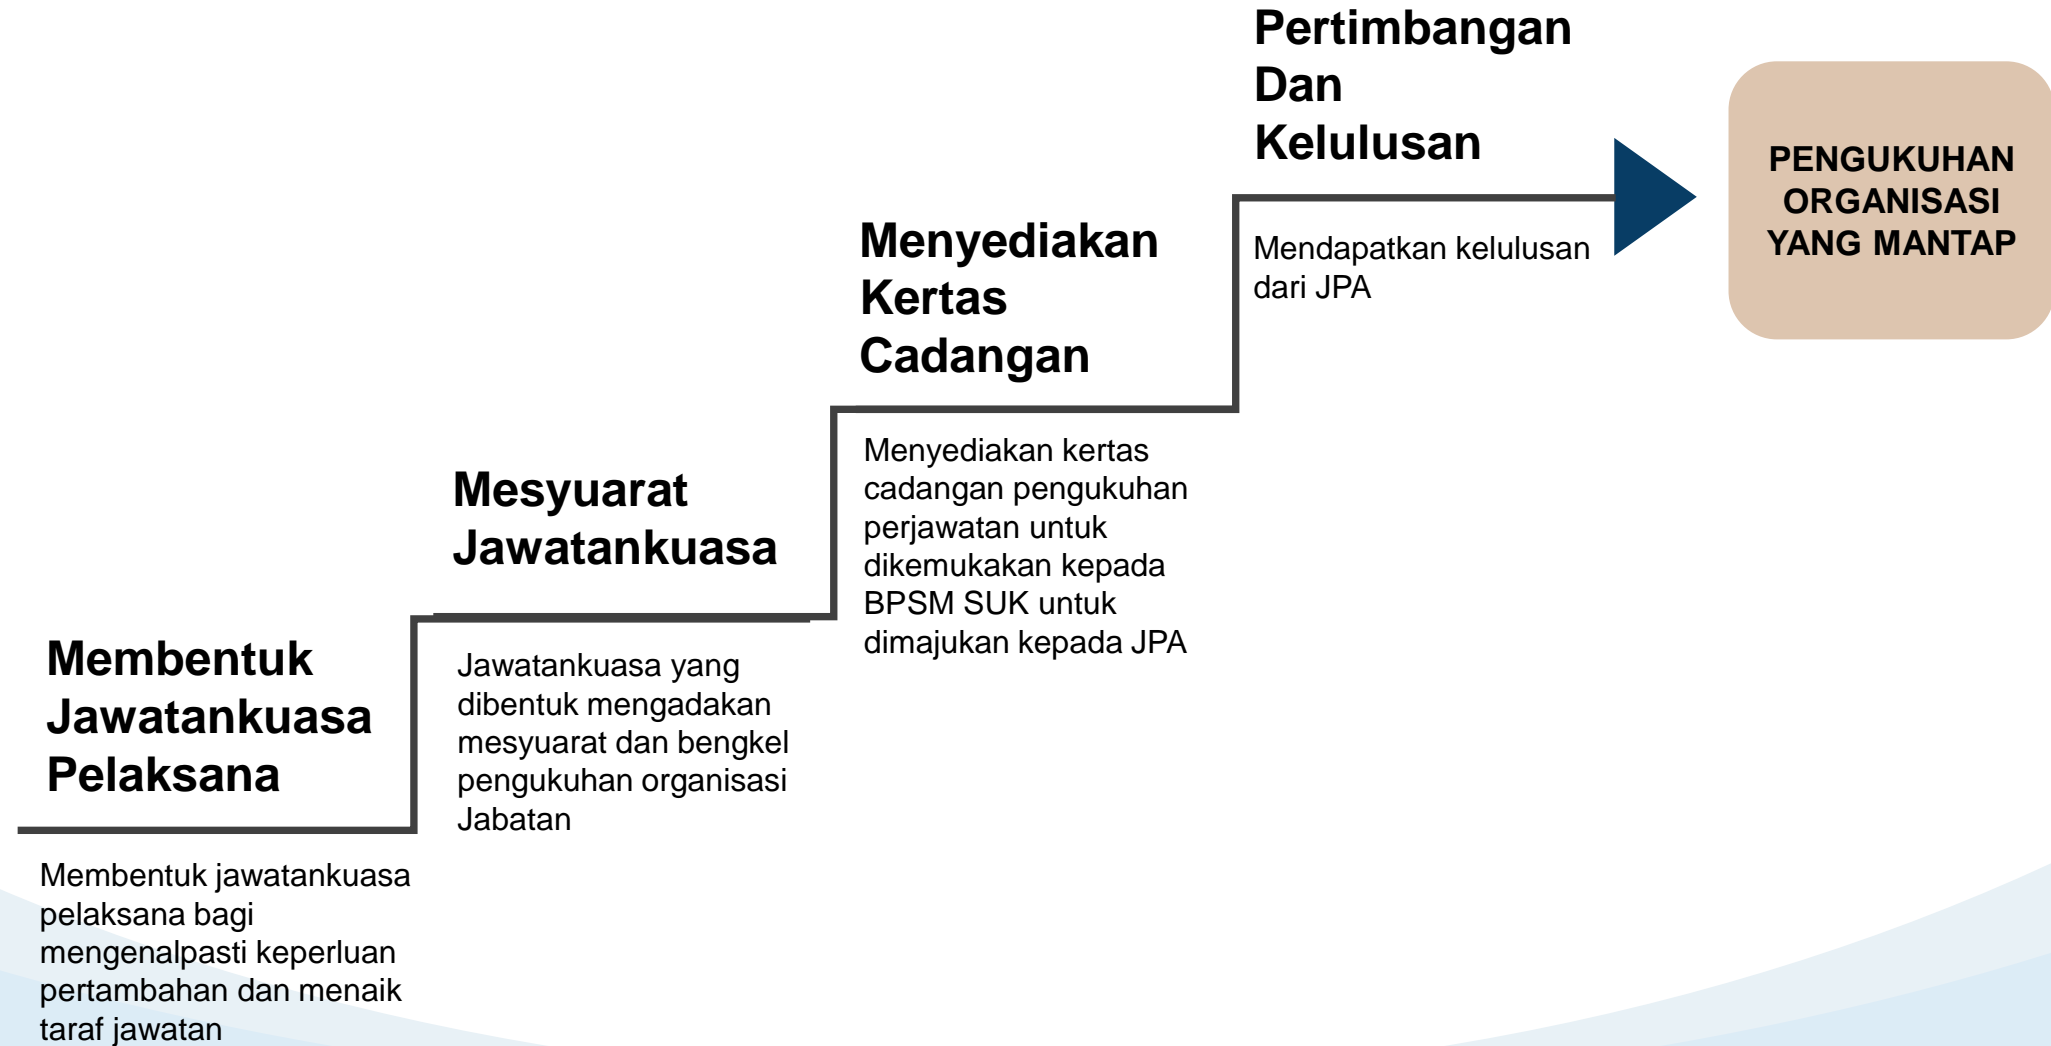 Membentuk
Jawatankuasa
Pelaksana
Membentuk jawatankuasa
pelaksana bagi
mengenalpasti keperluan
pertambahan dan menaik
taraf jawatan
Mesyuarat
Jawatankuasa
Jawatankuasa yang
dibentuk mengadakan
mesyuarat dan bengkel
pengukuhan organisasi
Jabatan
Menyediakan
Kertas
Cadangan
Menyediakan kertas
cadangan pengukuhan
perjawatan untuk
dikemukakan kepada
BPSM SUK untuk
dimajukan kepada JPA
Pertimbangan
Dan
Kelulusan
Mendapatkan kelulusan
dari JPA
PENGUKUHAN
ORGANISASI
YANG MANTAP